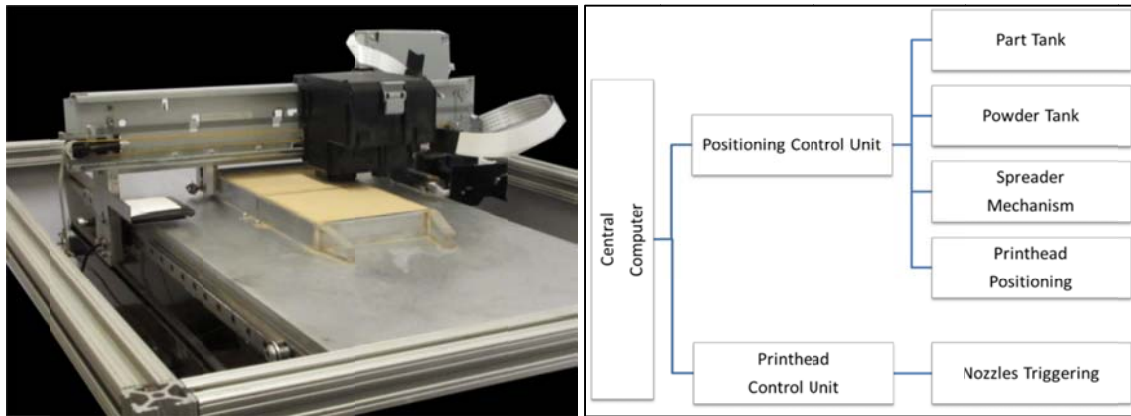 Part Tank
Powder Tank
Positioning Control Unit
Spreader
Mechanism
Central
Computer
Printhead
Positioning
Printhead
Control Unit
Nozzles Triggering